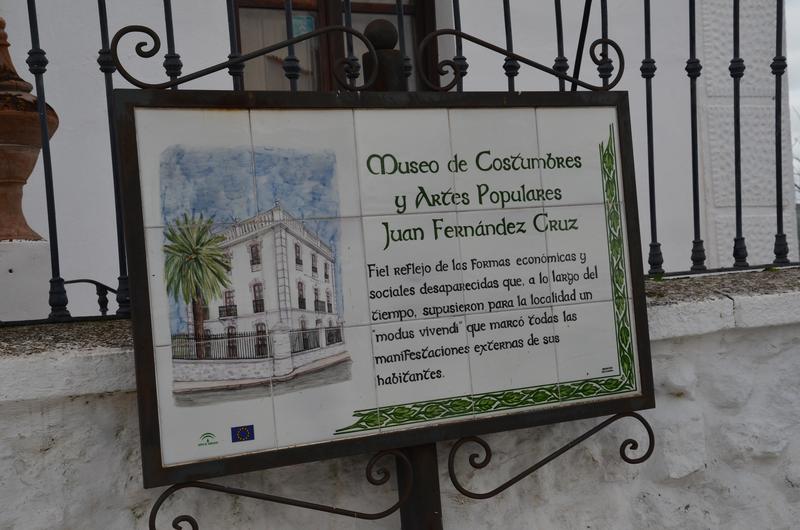 Museo de Costumbres
y Artes Populares
Juan Fernández Cruz
Fiel reflejo de las formas económicas y
sociales desaparecidas que, a lo largo del
tiempo, supusieron para la localidad un
"modus vivendi" que marcó todas las
manifestaciones externas de sus
habitantes.